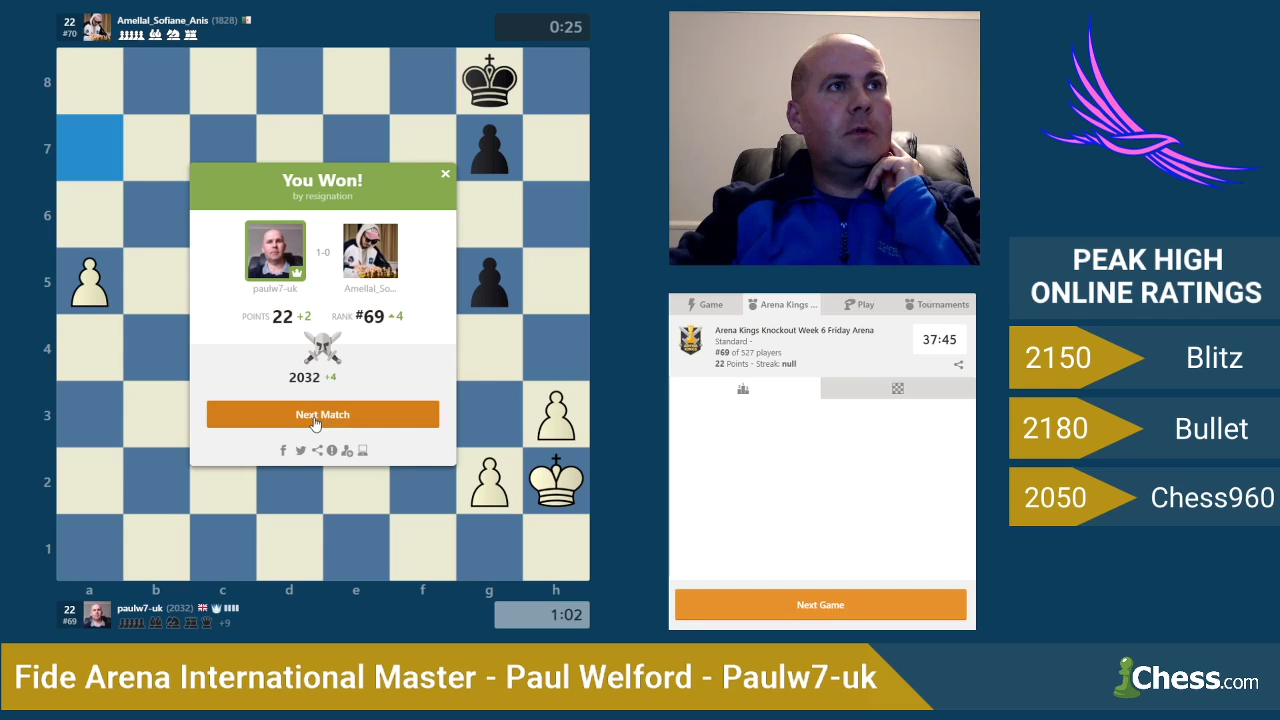 22
#70
Amellal_Sofiane_Anis (1828)
0:25
8
7
6
5
4
3
2
1
a b c d e f g h
You Won!
by resignation
1-0
paulw7-uk
Amellal_So...
POINTS 22 +2
RANK #69 4
2032 +4
Next Match
22
#69
paulw7-uk (2032)
+9
1:02
Game
Arena Kings ...
Play
Tournaments
Arena Kings Knockout Week 6 Friday Arena
Standard -
#69 of 527 players
22 Points - Streak: null
37:45
Next Game
PEAK HIGH
ONLINE RATINGS
2150 Blitz
2180 Bullet
2050 Chess960
Fide Arena International Master - Paul Welford - Paulw7-uk
Chess.com